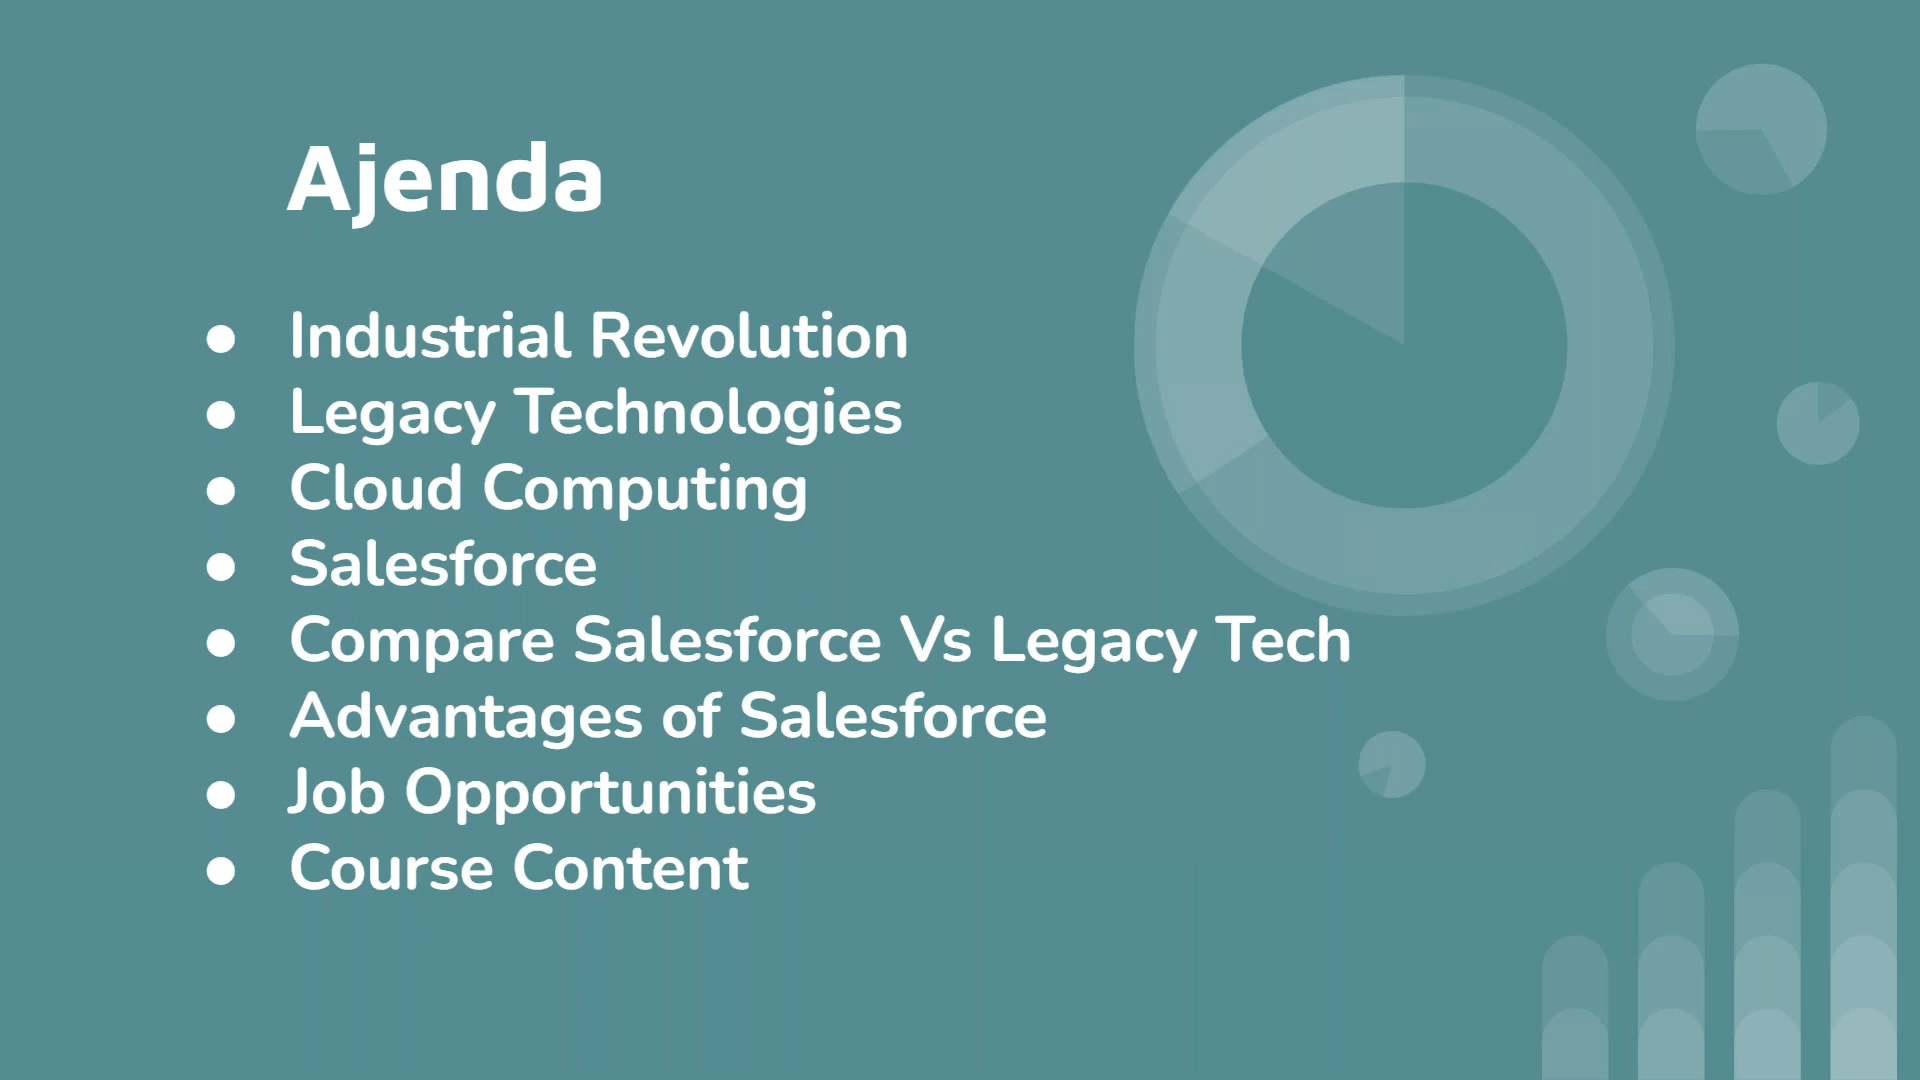 Ajenda
● Industrial Revolution
● Legacy Technologies
● Cloud Computing
● Salesforce
● Compare Salesforce Vs Legacy Tech
● Advantages of Salesforce
● Job Opportunities
● Course Content